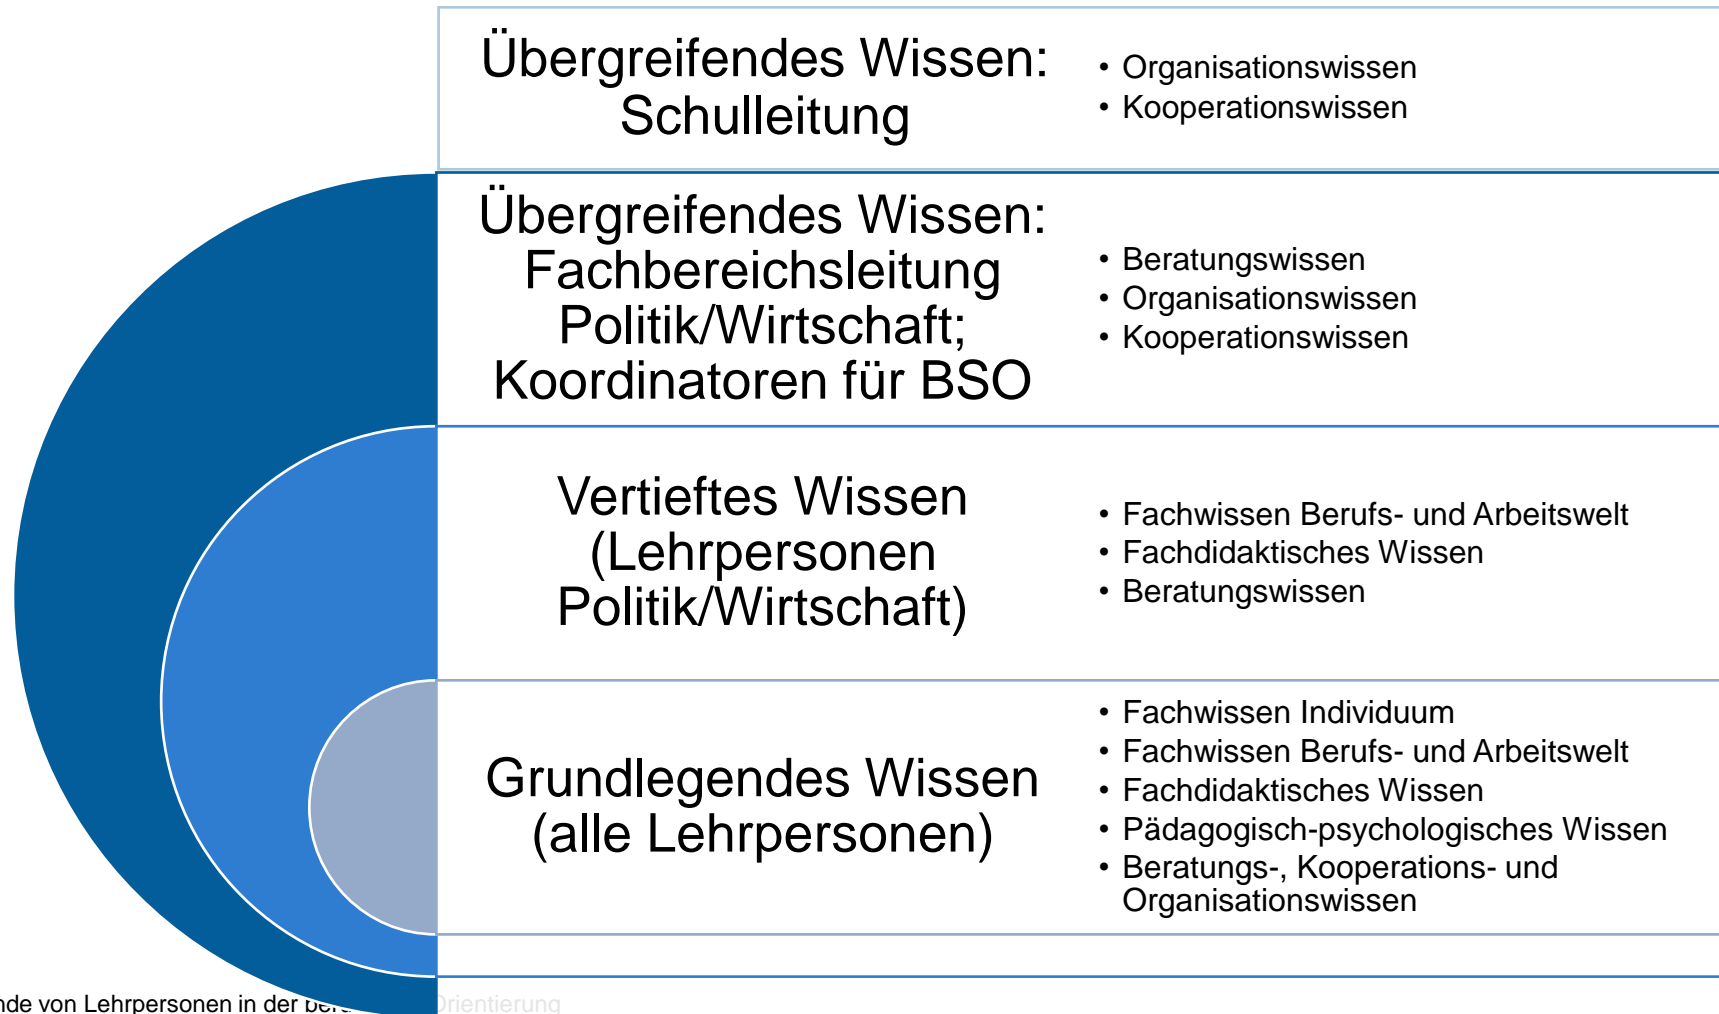 Übergreifendes Wissen:
Schulleitung
• Organisationswissen
• Kooperationswissen
Übergreifendes Wissen:
Fachbereichsleitung
Politik/Wirtschaft;
Koordinatoren für BSO
• Beratungswissen
• Organisationswissen
• Kooperationswissen
Vertieftes Wissen
(Lehrpersonen
Politik/Wirtschaft)
• Fachwissen Berufs- und Arbeitswelt
• Fachdidaktisches Wissen
• Beratungswissen
Grundlegendes Wissen
(alle Lehrpersonen)
• Fachwissen Individuum
• Fachwissen Berufs- und Arbeitswelt
• Fachdidaktisches Wissen
• Pädagogisch-psychologisches Wissen
• Beratungs-, Kooperations- und
Organisationswissen
von Lehrpersonen in der Orientierung